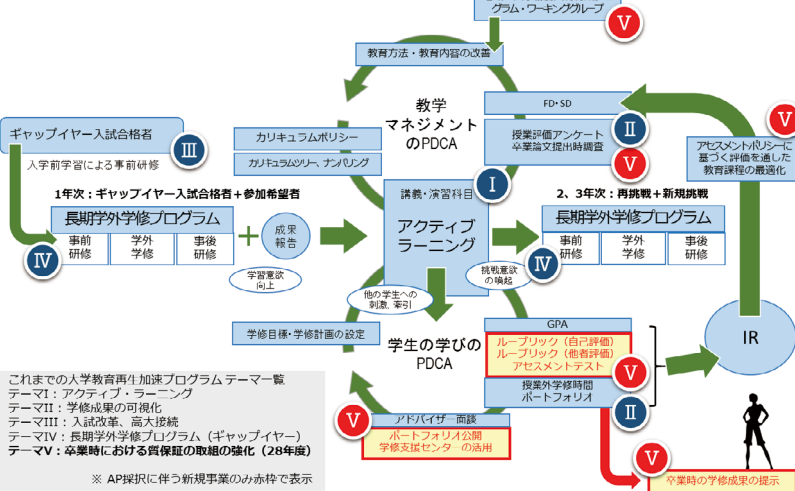 グラム・ワーキンググループ
V
教育方法・教育内容の改善
教学
マネジメント
のPDCA
FD・SD
II
授業評価アンケート
卒業論文提出時調査
V
V
アセスメントポリシーに
基づく評価を通した
教育課程の最適化
ギャップイヤー入試合格者
III
入学前学習による事前研修
カリキュラムポリシー
カリキュラムツリー、ナンバリング
I
1年次：ギャップイヤー入試合格者＋参加希望者
長期学外学修プログラム
事前
研修
学外
学修
事後
研修
IV
成果
報告
学習意欲
向上
講義・演習科目
アクティブ
ラーニング
2、3年次：再挑戦＋新規挑戦
長期学外学修プログラム
事前
研修
学外
学修
事後
研修
IV
挑戦意欲
の喚起
他の学生への
刺激、牽引
学修目標・学修計画の設定
学生の学びの
PDCA
GPA
ルーブリック（自己評価）
ルーブリック（他者評価）
アセスメントテスト
V
授業外学修時間
ポートフォリオ
II
IR
アドバイザー面談
V
ポートフォリオ公開
学修支援センターの活用
V
卒業時の学修成果の提示
これまでの大学教育再生加速プログラム テーマ一覧
テーマI：アクティブ・ラーニング
テーマII：学修成果の可視化
テーマIII：入試改革、高大接続
テーマIV：長期学外学修プログラム（ギャップイヤー）
テーマV：卒業時における質保証の取組の強化（28年度）
※ AP採択に伴う新規事業のみ赤枠で表示